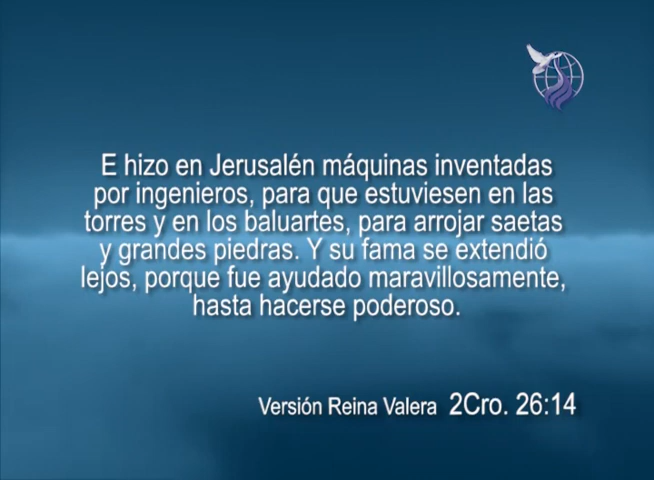 E hizo en Jerusalén máquinas inventadas
por ingenieros, para que estuviesen en las
torres y en los baluartes, para arrojar saetas
y grandes piedras. Y su fama se extendió
lejos, porque fue ayudado maravillosamente,
hasta hacerse poderoso.
Versión Reina Valera 2Cro. 26:14